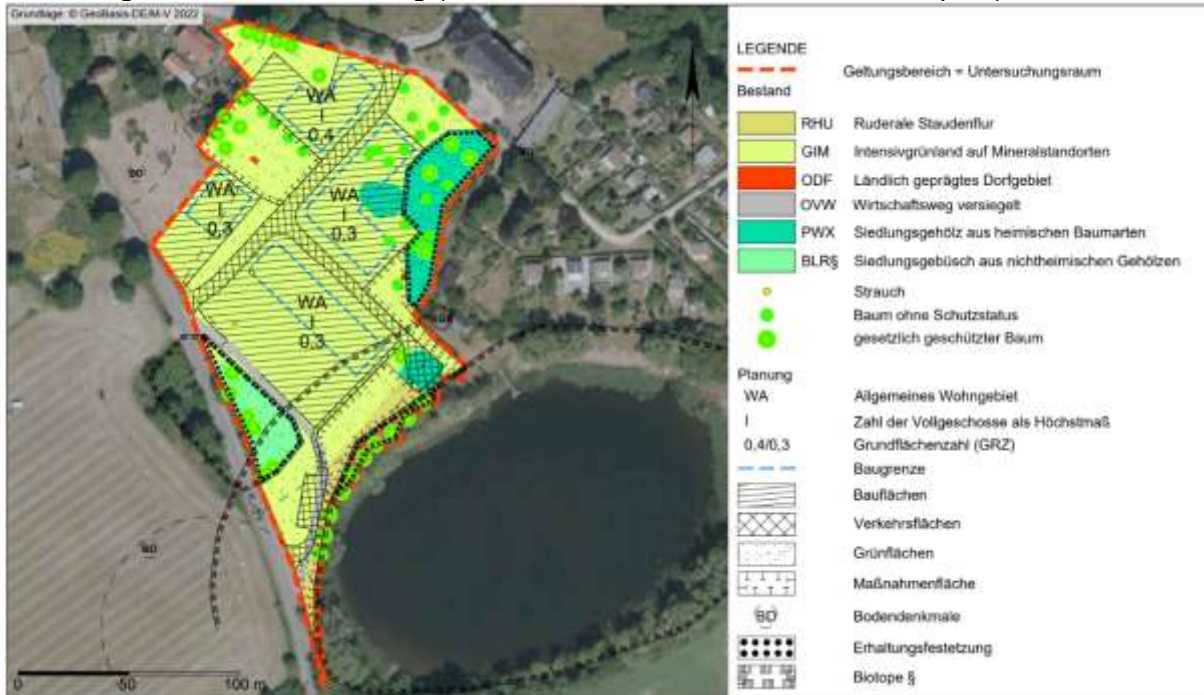 Grundlage: © GeoBasis-DE/M-V 2022
WA
I
0,4
WA
I
0,3
WA
I
0,3
WA
I
0,3
BD
BD
0
50
100 m
LEGENDE
Geltungsbereich = Untersuchungsraum
Bestand
RHU Ruderale Staudenflur
GIM Intensivgrünland auf Mineralstandorten
ODF Ländlich geprägtes Dorfgebiet
OVW Wirtschaftsweg versiegelt
PWX Siedlungsgehölz aus heimischen Baumarten
BLR§ Siedlungsgebüsch aus nichtheimischen Gehölzen
Strauch
Baum ohne Schutzstatus
gesetzlich geschützter Baum
Planung
WA Allgemeines Wohngebiet
I Zahl der Vollgeschosse als Höchstmaß
0,4/0,3 Grundflächenzahl (GRZ)
Baugrenze
Bauflächen
Verkehrsflächen
Grünflächen
Maßnahmenfläche
BD Bodendenkmale
Erhaltungsfestetzung
Biotope §